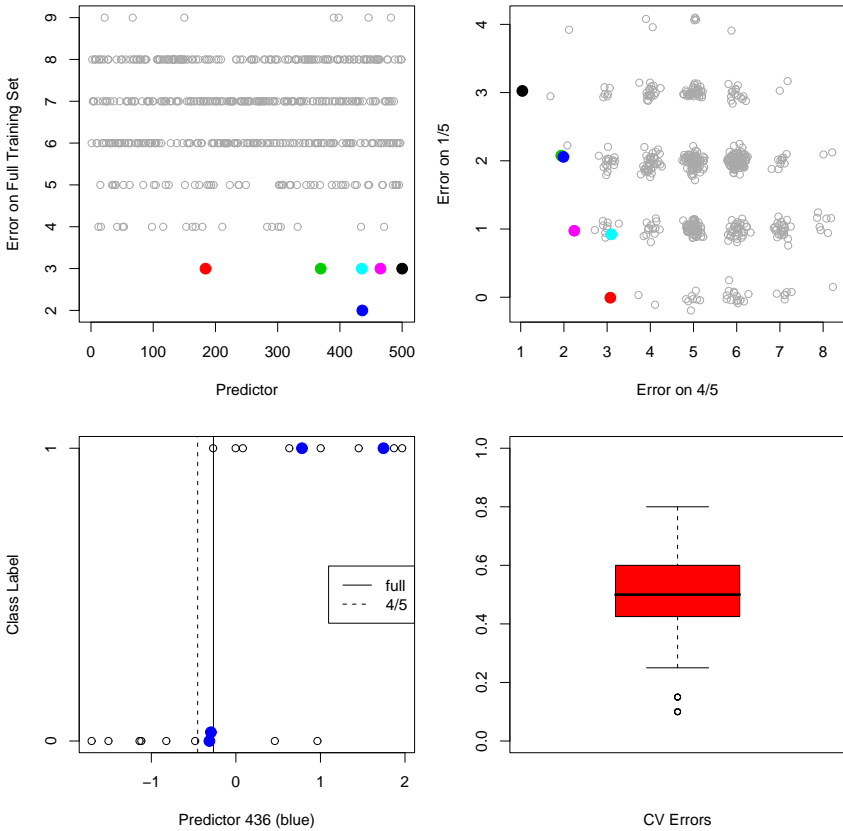 Error on Full Training Set
9
8
7
6
5
4
3
2
0 100 200 300 400 500
Predictor
Error on 1/5
4
3
2
1
0
1 2 3 4 5 6 7 8
Error on 4/5
Class Label
1
0
full
4/5
−1 0 1 2
Predictor 436 (blue)
1.0
0.8
0.6
0.4
0.2
0.0
CV Errors